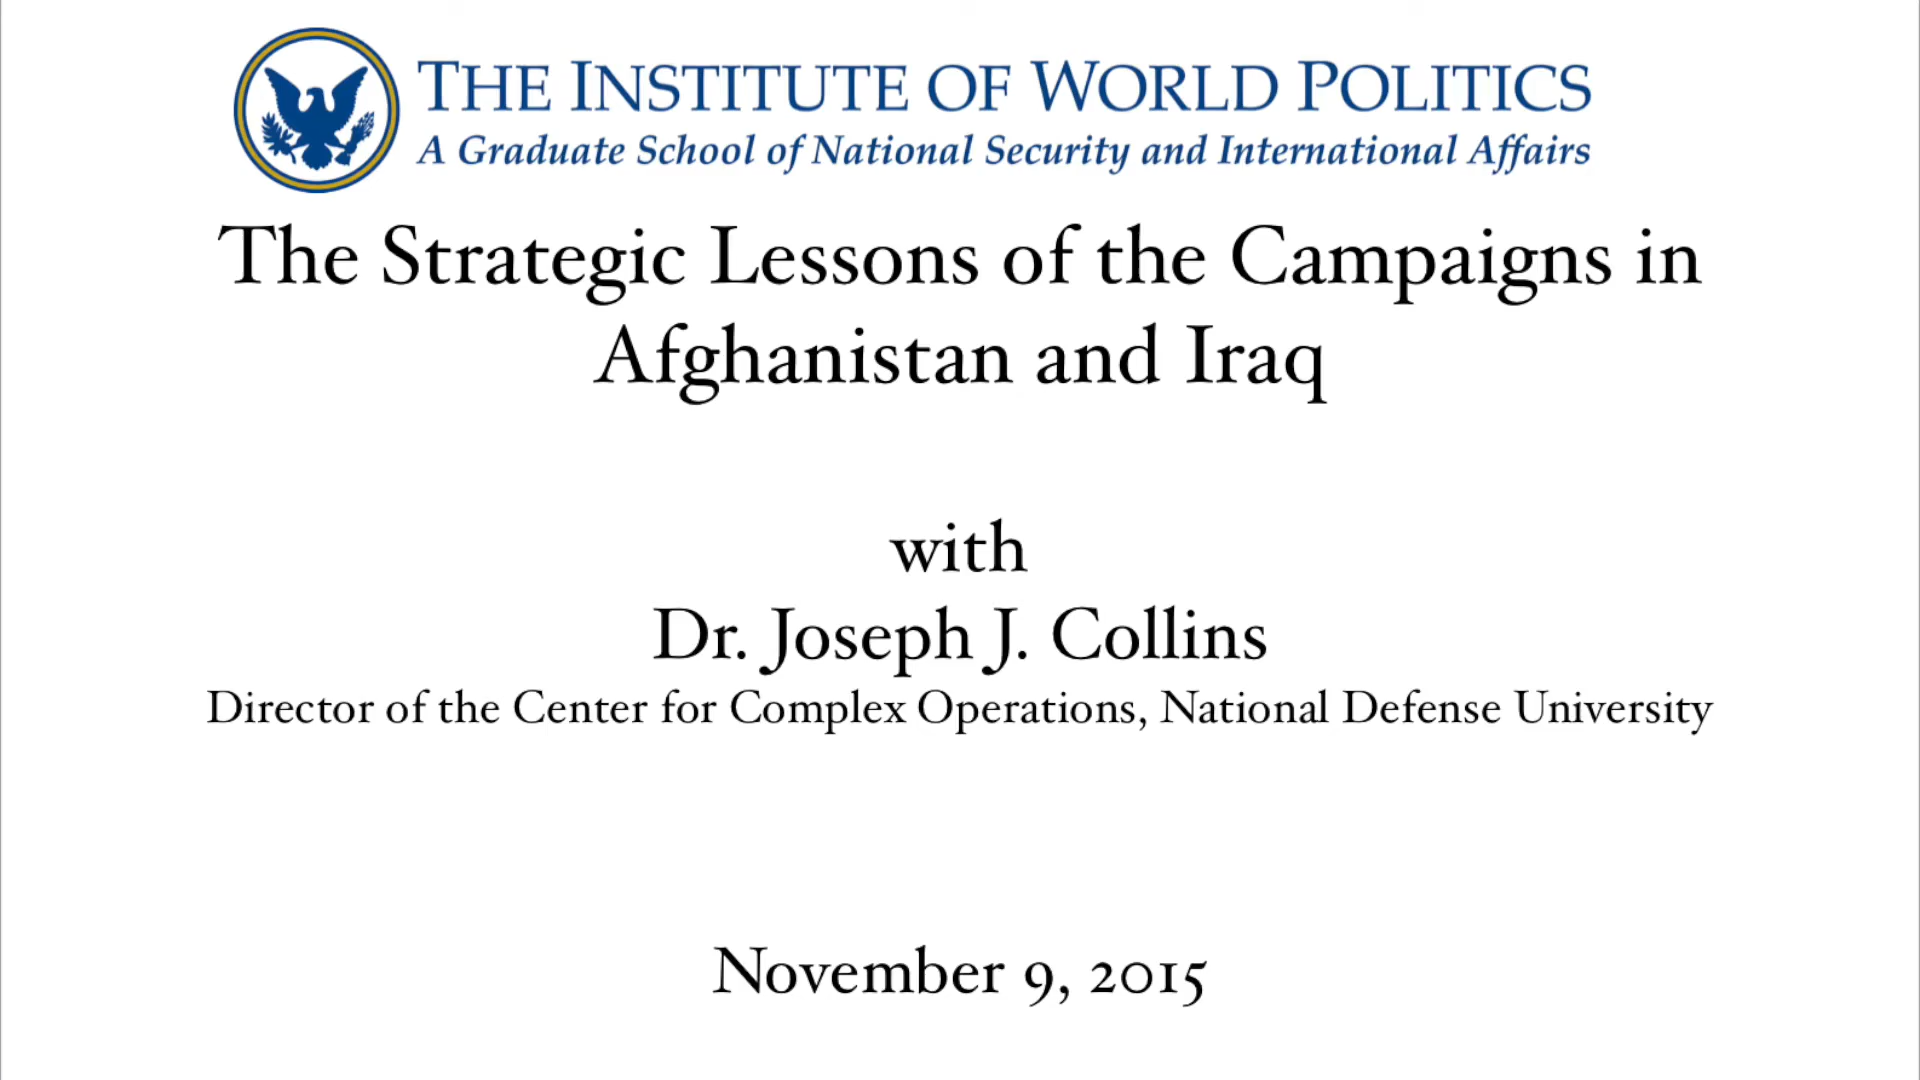 THE INSTITUTE OF WORLD POLITICS
A Graduate School of National Security and International Affairs
The Strategic Lessons of the Campaigns in
Afghanistan and Iraq
with
Dr. Joseph J. Collins
Director of the Center for Complex Operations, National Defense University
November 9, 2015